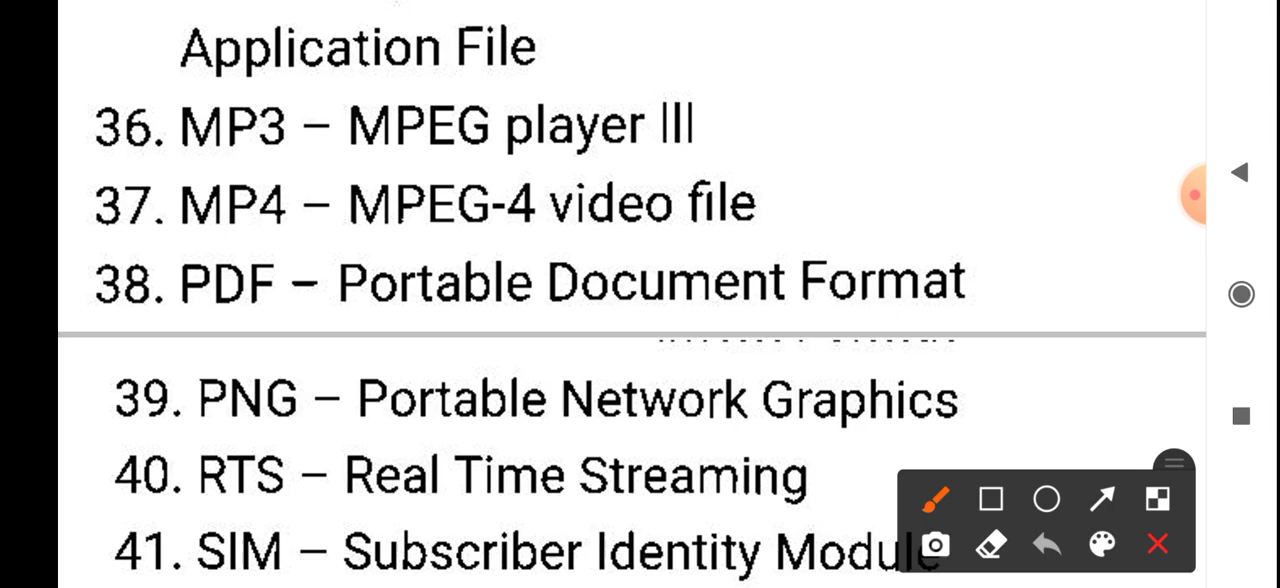 Application File
36. MP3 – MPEG player lll
37. MP4 – MPEG-4 video file
38. PDF – Portable Document Format
39. PNG – Portable Network Graphics
40. RTS – Real Time Streaming
41. SIM – Subscriber Identity Module